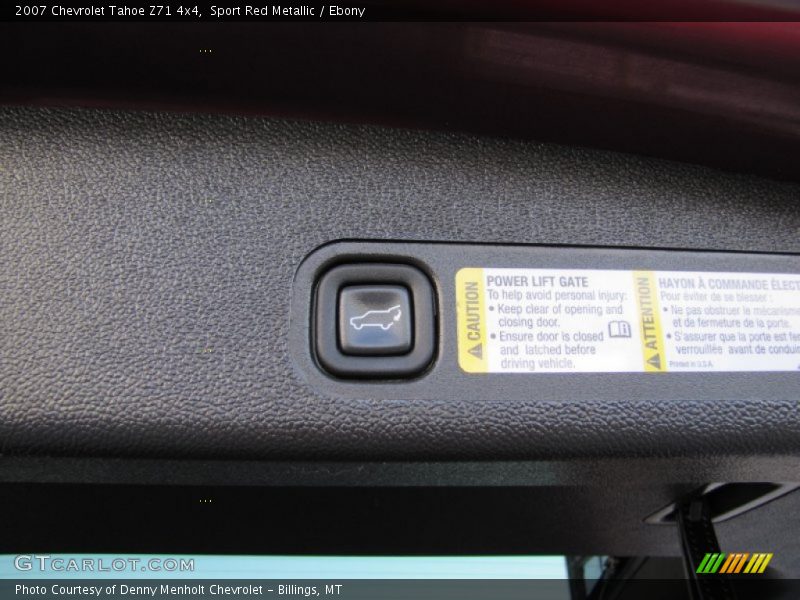 2007 Chevrolet Tahoe Z71 4x4, Sport Red Metallic / Ebony
CAUTION
POWER LIFT GATE
To help avoid personal injury:
• Keep clear of opening and
closing door.
• Ensure door is closed
and latched before
driving vehicle.
ATTENTION
HAYON À COMMANDE ÉLECT
Pour éviter de se blesser :
• Ne pas obstruer le mécanisme
et de fermeture de la porte.
• S'assurer que la porte est fer
verrouillée avant de conduir
Printed in U.S.A.
GTCARLOT.COM
Photo Courtesy of Denny Menholt Chevrolet – Billings, MT